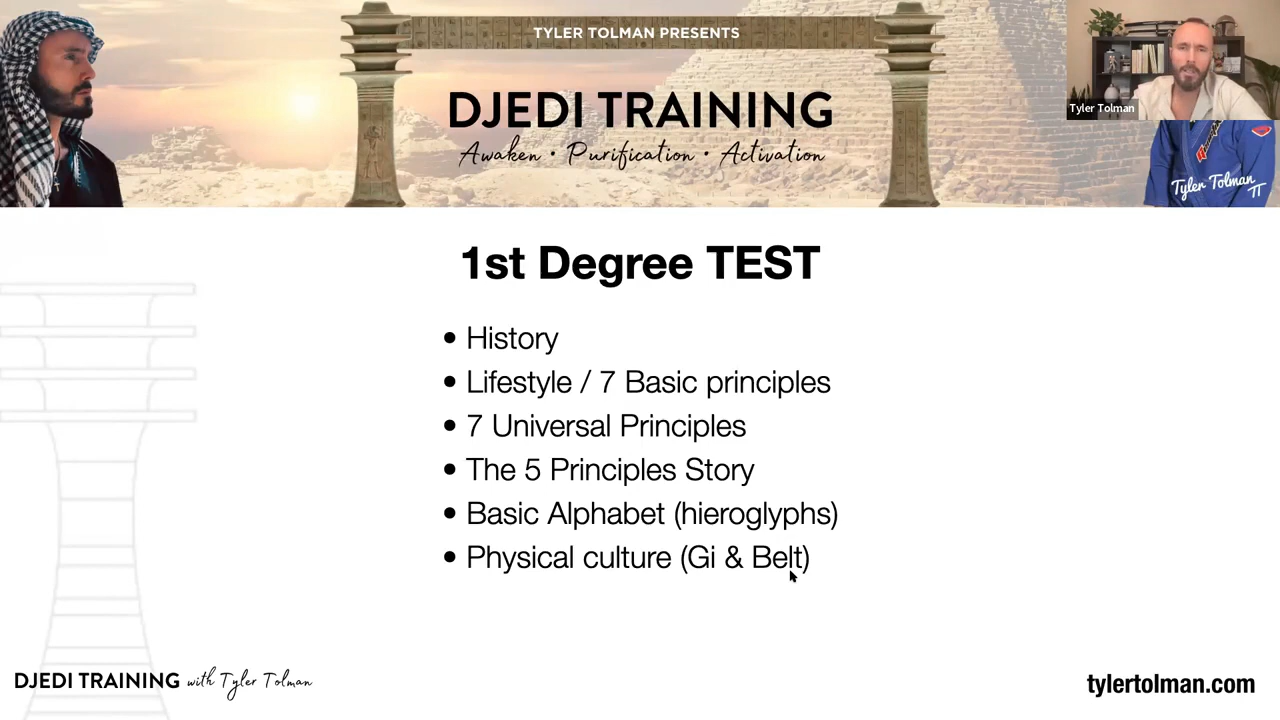 TYLER TOLMAN PRESENTS
DJEDI TRAINING
Awaken • Purification • Activation
Tyler Tolman
Tyler Tolman
TT
1st Degree TEST
• History
• Lifestyle / 7 Basic principles
• 7 Universal Principles
• The 5 Principles Story
• Basic Alphabet (hieroglyphs)
• Physical culture (Gi & Belt)
DJEDI TRAINING with Tyler Tolman
tylertolman.com